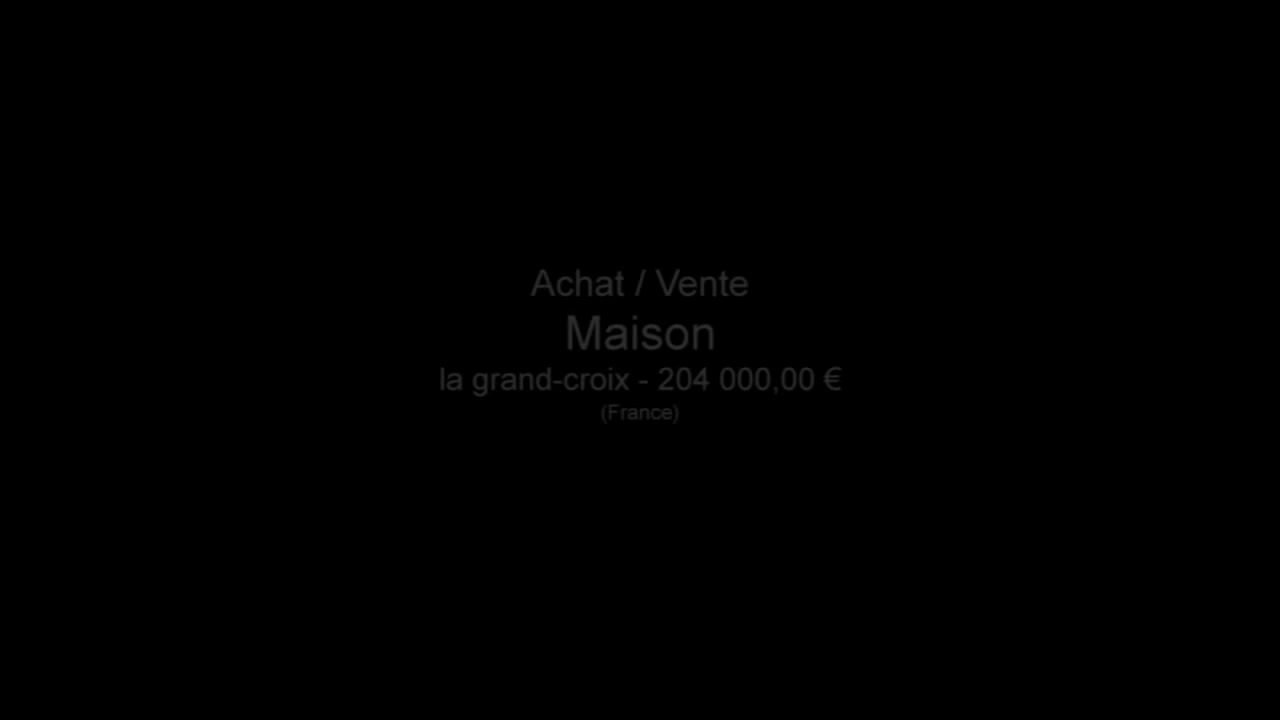 Achat / Vente
Maison
la grand-croix - 204 000,00 €
(France)